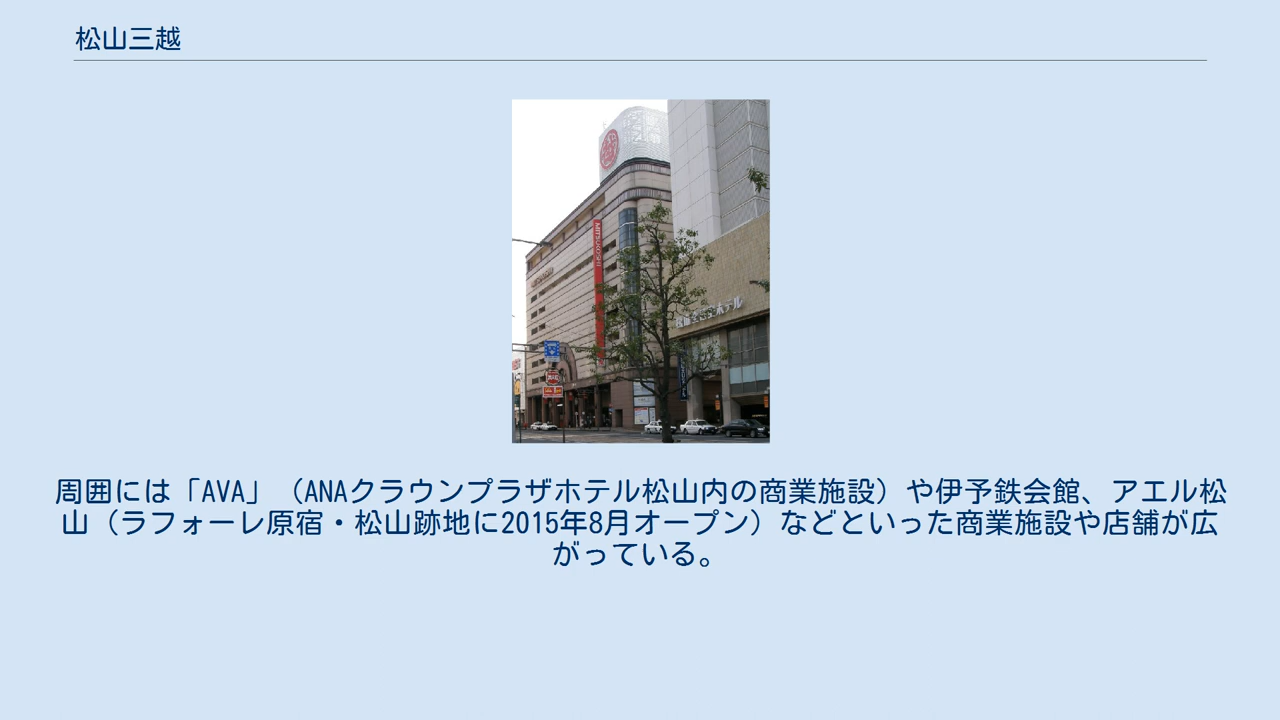 松山三越
MITSUKOSHI
周囲には「AVA」（ANAクラウンプラザホテル松山内の商業施設）や伊予鉄会館、アエル松
山（ラフォーレ原宿・松山跡地に2015年8月オープン）などといった商業施設や店舗が広
がっている。